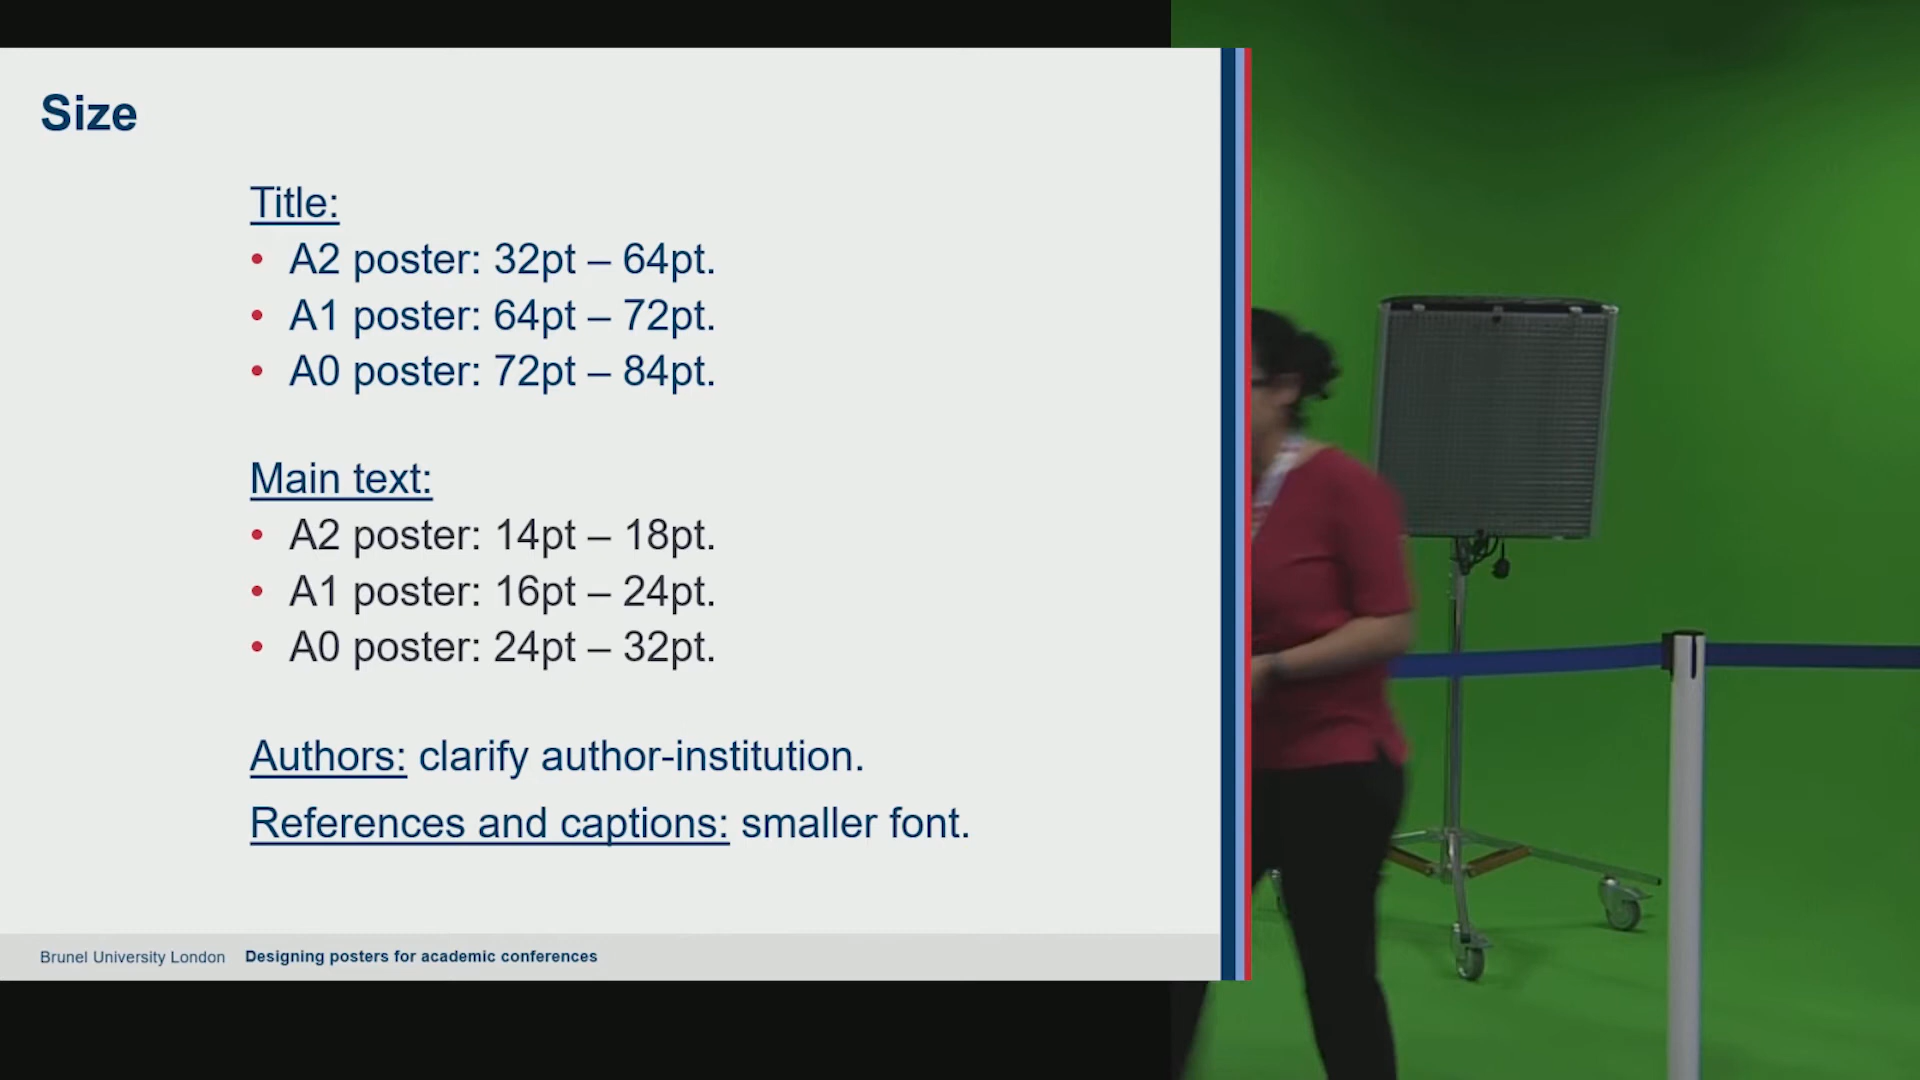 Size
Title:
• A2 poster: 32pt – 64pt.
• A1 poster: 64pt – 72pt.
• A0 poster: 72pt – 84pt.
Main text:
• A2 poster: 14pt – 18pt.
• A1 poster: 16pt – 24pt.
• A0 poster: 24pt – 32pt.
Authors: clarify author-institution.
References and captions: smaller font.
Brunel University London Designing posters for academic conferences